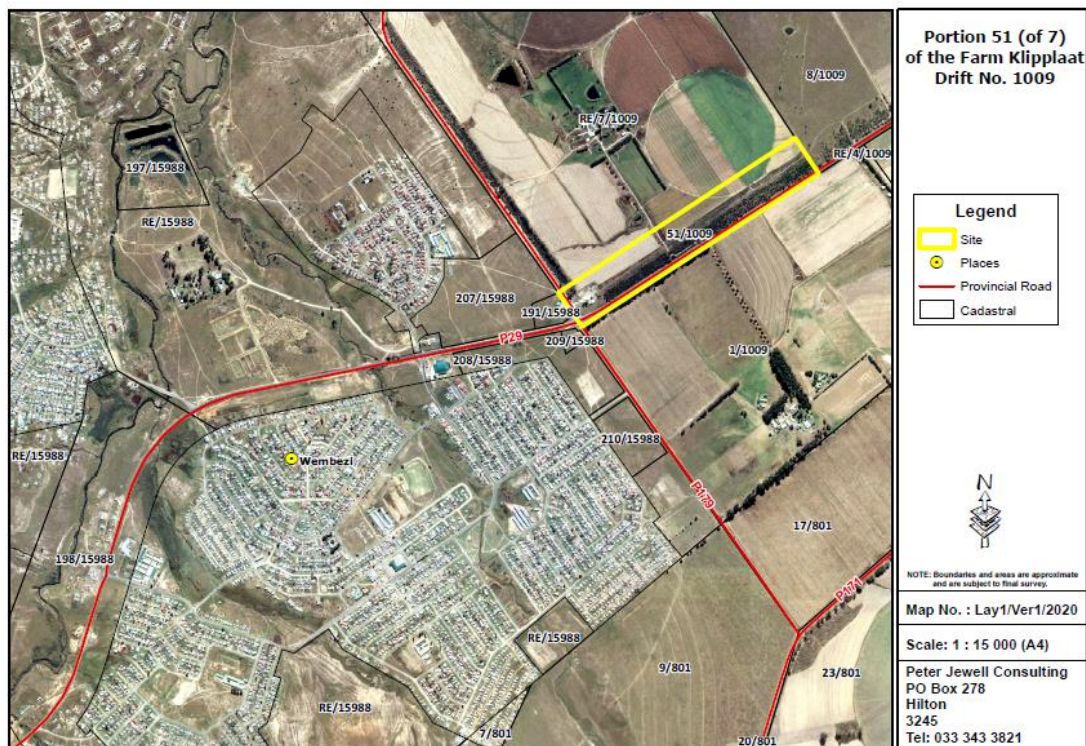 Portion 51 (of 7)
of the Farm Klipplaat
Drift No. 1009
8/1009
RE/7/1009
RE/4/1009
197/15988
RE/15988
51/1009
207/15988
191/15988
P29
209/15988
208/15988
1/1009
RE/15988
210/15988
Wembezi
P179
17/801
198/15988
P171
RE/15988
9/801
23/801
RE/15988
7/801
20/801
Legend
Site
Places
Provincial Road
Cadastral
N
NOTE: Boundaries and areas are approximate
and are subject to final survey.
Map No. : Lay1/Ver1/2020
Scale: 1 : 15 000 (A4)
Peter Jewell Consulting
PO Box 278
Hilton
3245
Tel: 033 343 3821